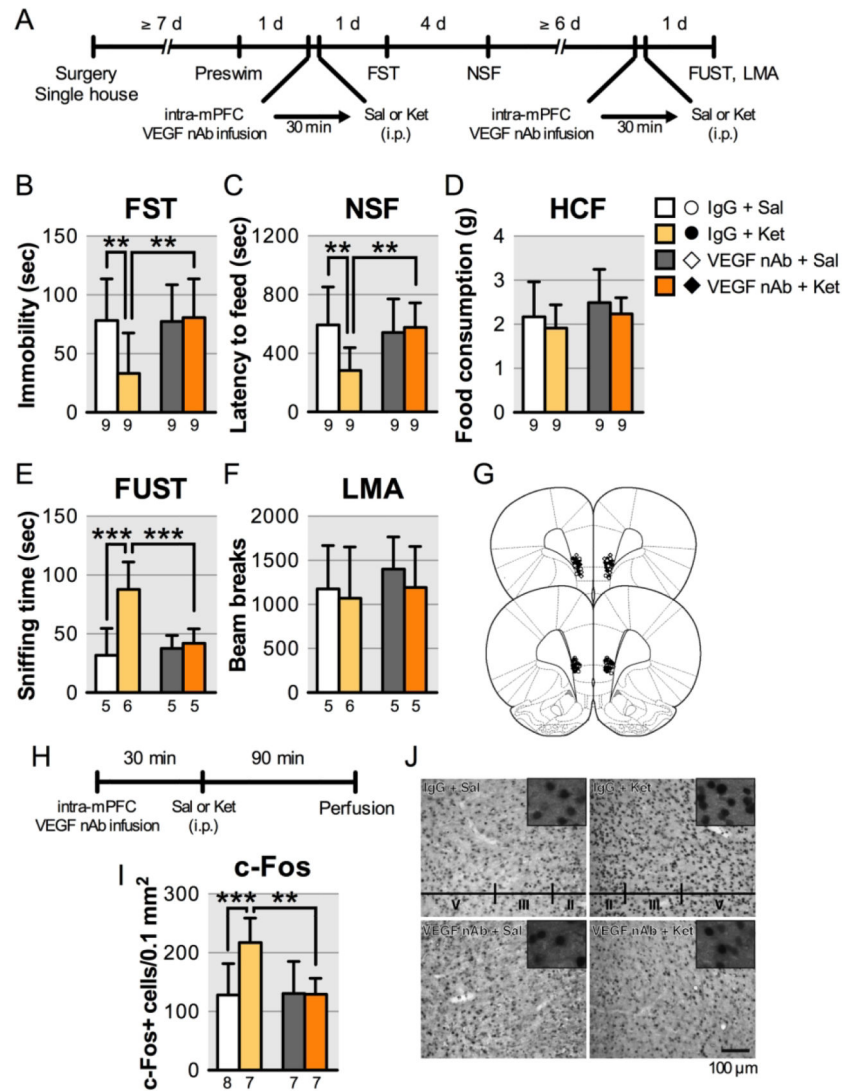 A
≥ 7 d
1 d
1 d
4 d
≥ 6 d
1 d
Surgery
Single house
Preswim
FST
NSF
FUST, LMA
intra-mPFC
VEGF nAb infusion
30 min
Sal or Ket
(i.p.)
intra-mPFC
VEGF nAb infusion
30 min
Sal or Ket
(i.p.)
B
FST
Immobility (sec)
150
100
50
0
** **
9 9 9 9
C
NSF
Latency to feed (sec)
1200
800
400
0
** **
9 9 9 9
D
HCF
Food consumption (g)
4
3
2
1
0
9 9 9 9
IgG + Sal
IgG + Ket
VEGF nAb + Sal
VEGF nAb + Ket
E
FUST
Sniffing time (sec)
150
100
50
0
*** ***
5 6 5 5
F
LMA
Beam breaks
2000
1500
1000
500
0
5 6 5 5
G
H
30 min
90 min
intra-mPFC
VEGF nAb infusion
Sal or Ket
(i.p.)
Perfusion
I
c-Fos
c-Fos+ cells/0.1 mm²
300
200
100
0
*** **
8 7 7 7
J
IgG + Sal
IgG + Ket
V III II
II III V
VEGF nAb + Sal
VEGF nAb + Ket
100 µm